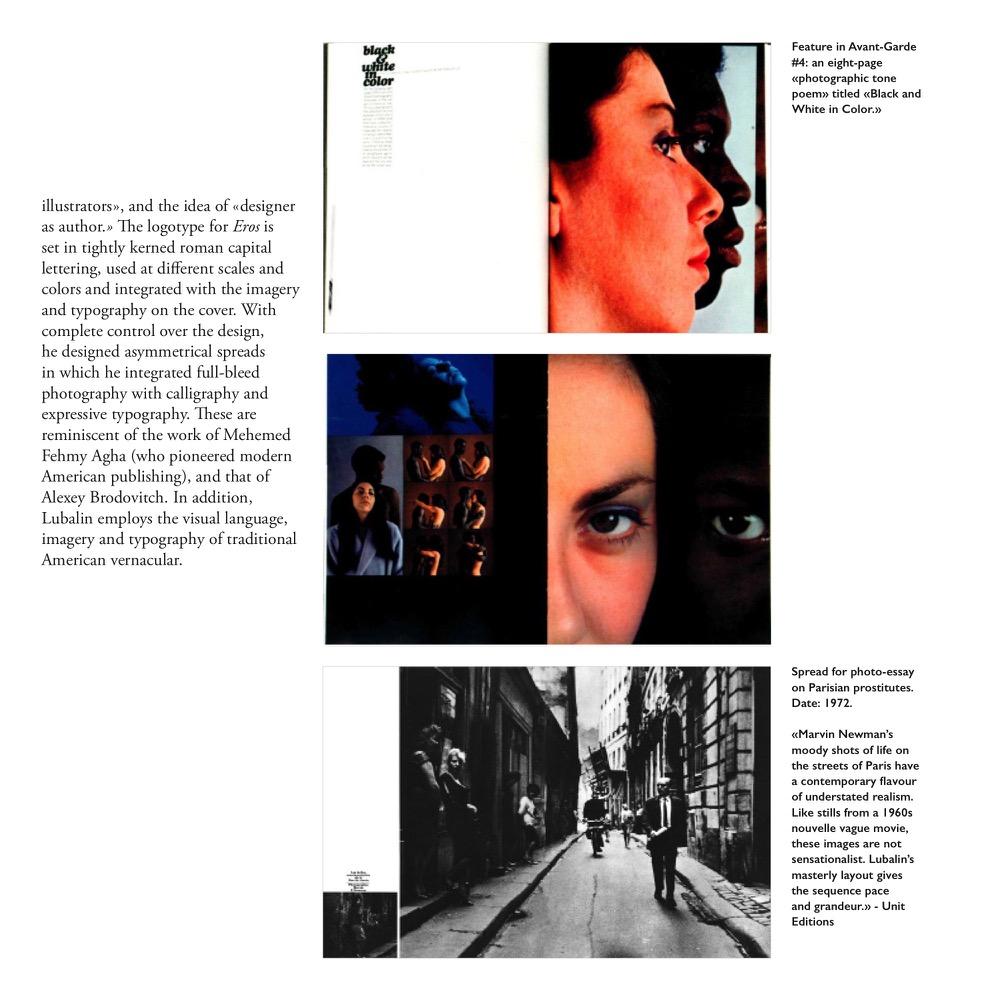 black
&
white
in
color
Feature in Avant-Garde
#4: an eight-page
«photographic tone
poem» titled «Black and
White in Color.»
illustrators», and the idea of «designer
as author.» The logotype for Eros is
set in tightly kerned roman capital
lettering, used at different scales and
colors and integrated with the imagery
and typography on the cover. With
complete control over the design,
he designed asymmetrical spreads
in which he integrated full-bleed
photography with calligraphy and
expressive typography. These are
reminiscent of the work of Mehemed
Fehmy Agha (who pioneered modern
American publishing), and that of
Alexey Brodovitch. In addition,
Lubalin employs the visual language,
imagery and typography of traditional
American vernacular.
Spread for photo-essay
on Parisian prostitutes.
Date: 1972.
«Marvin Newman’s
moody shots of life on
the streets of Paris have
a contemporary flavour
of understated realism.
Like stills from a 1960s
nouvelle vague movie,
these images are not
sensationalist. Lubalin’s
masterly layout gives
the sequence pace
and grandeur.» - Unit
Editions